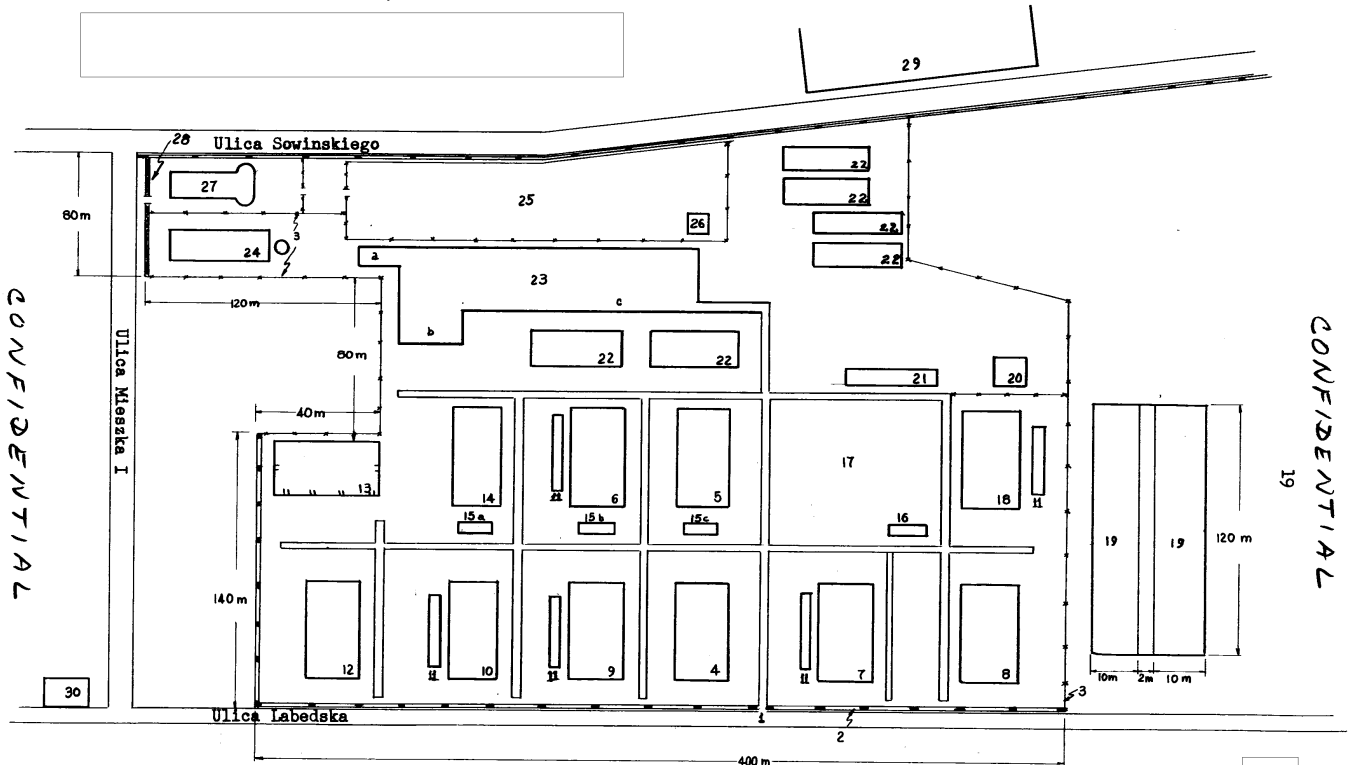 29
28
Ulica Sowinskiego
27
22
60m
25
22
26
3
22
24
a
22
23
120m
c
CONFIDENTIAL
b
Ulica Mieszka I
80m
22
22
21
20
CONFIDENTIAL
40m
17
19
13
14
11
6
5
18
11
15a
15b
15c
16
19
19
120 m
140m
12
11
10
11
9
4
11
7
8
10m
2m
10 m
30
3
Ulica Labedska
1
2
400 m